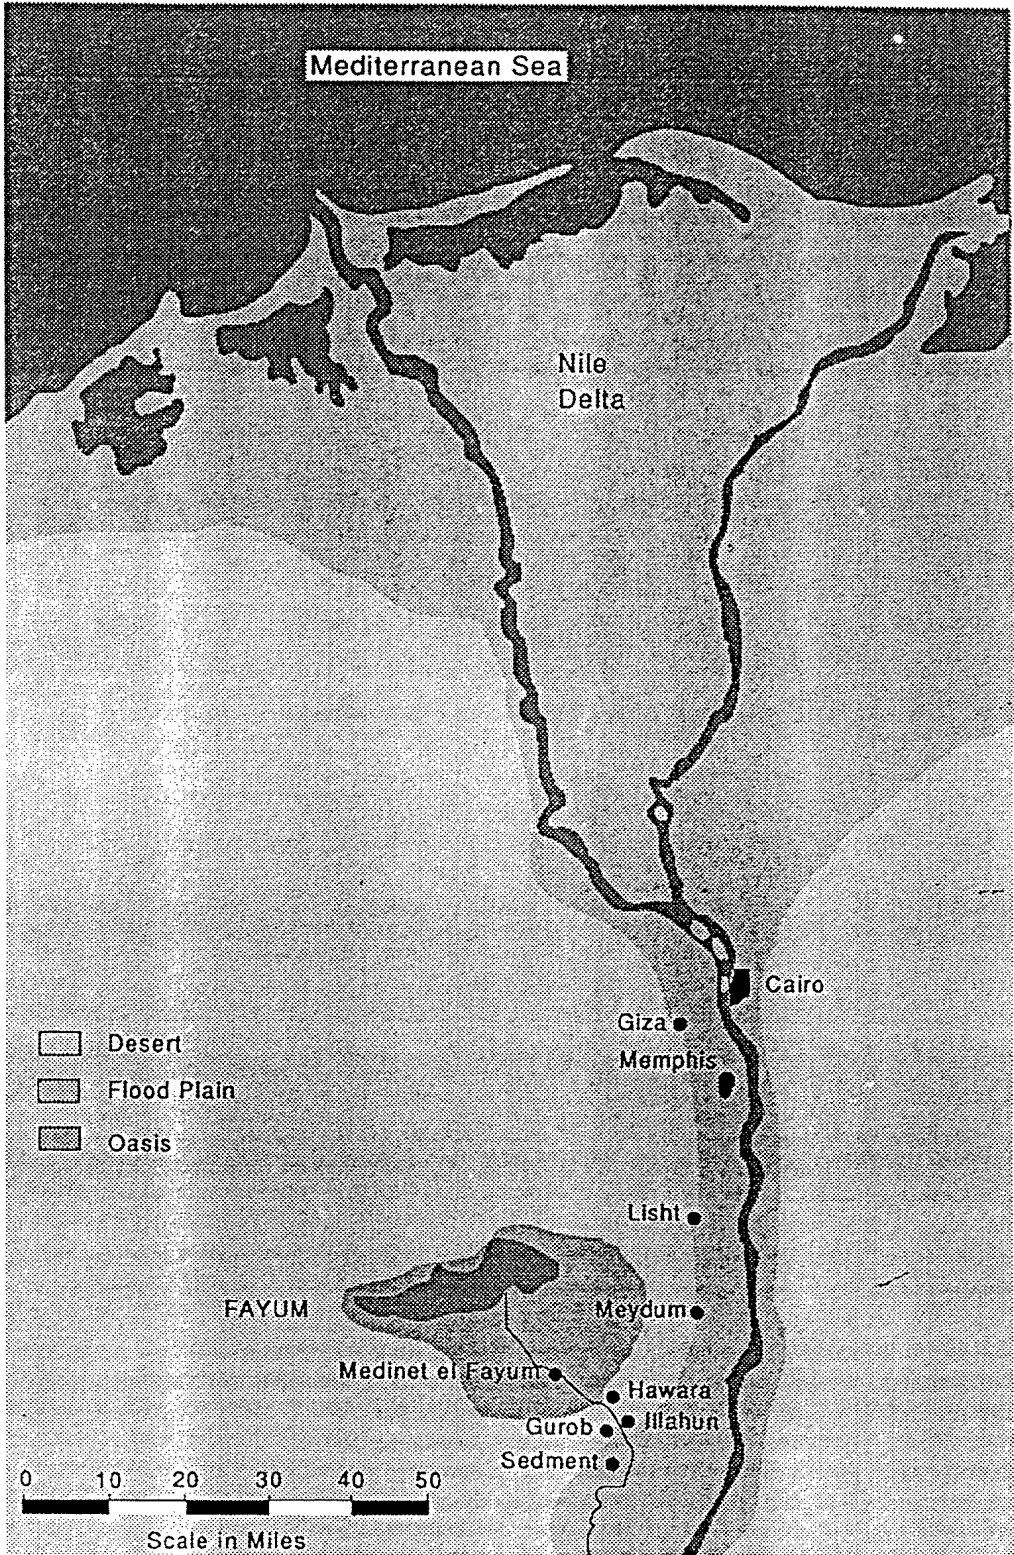 Mediterranean Sea
Nile
Delta
Cairo
Giza
Memphis
Desert
Flood Plain
Oasis
Lisht
FAYUM
Meydum
Medinet el Fayum
Hawara
Illahun
Gurob
Sedment
0 10 20 30 40 50
Scale in Miles